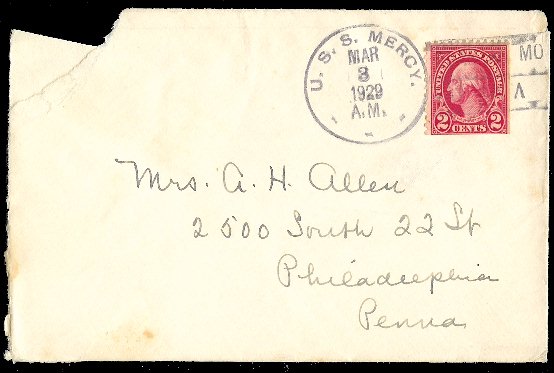 U. S. S. MERCY.
MAR
3
1929
A.M.
MO
A
UNITED STATES POSTAGE
2 CENTS 2
Mrs. A. H. Allen
2500 South 22 St
Philadelphia
Penna